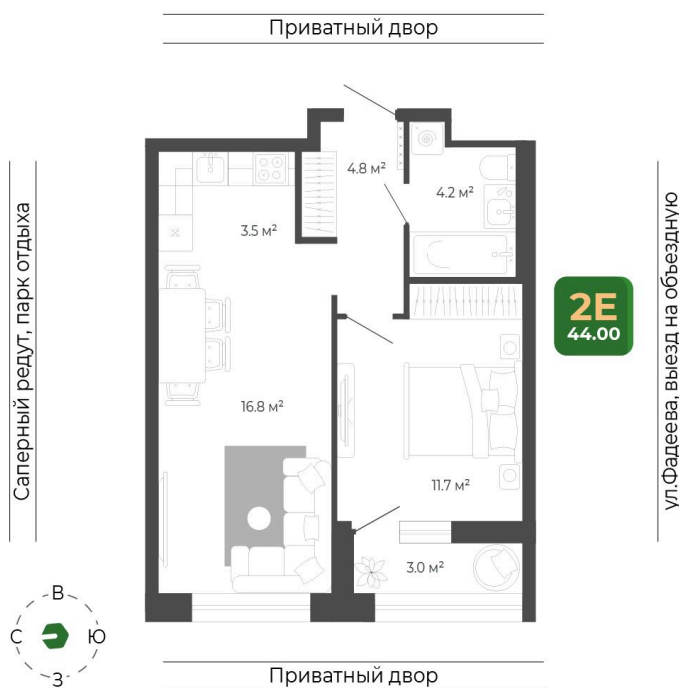 Приватный двор
4.8 м²
4.2 м²
3.5 м²
Саперный редут, парк отдыха
ул.Фадеева, выезд на объездную
2Е
44.00
16.8 м²
11.7 м²
3.0 м²
В
С
Ю
З
Приватный двор